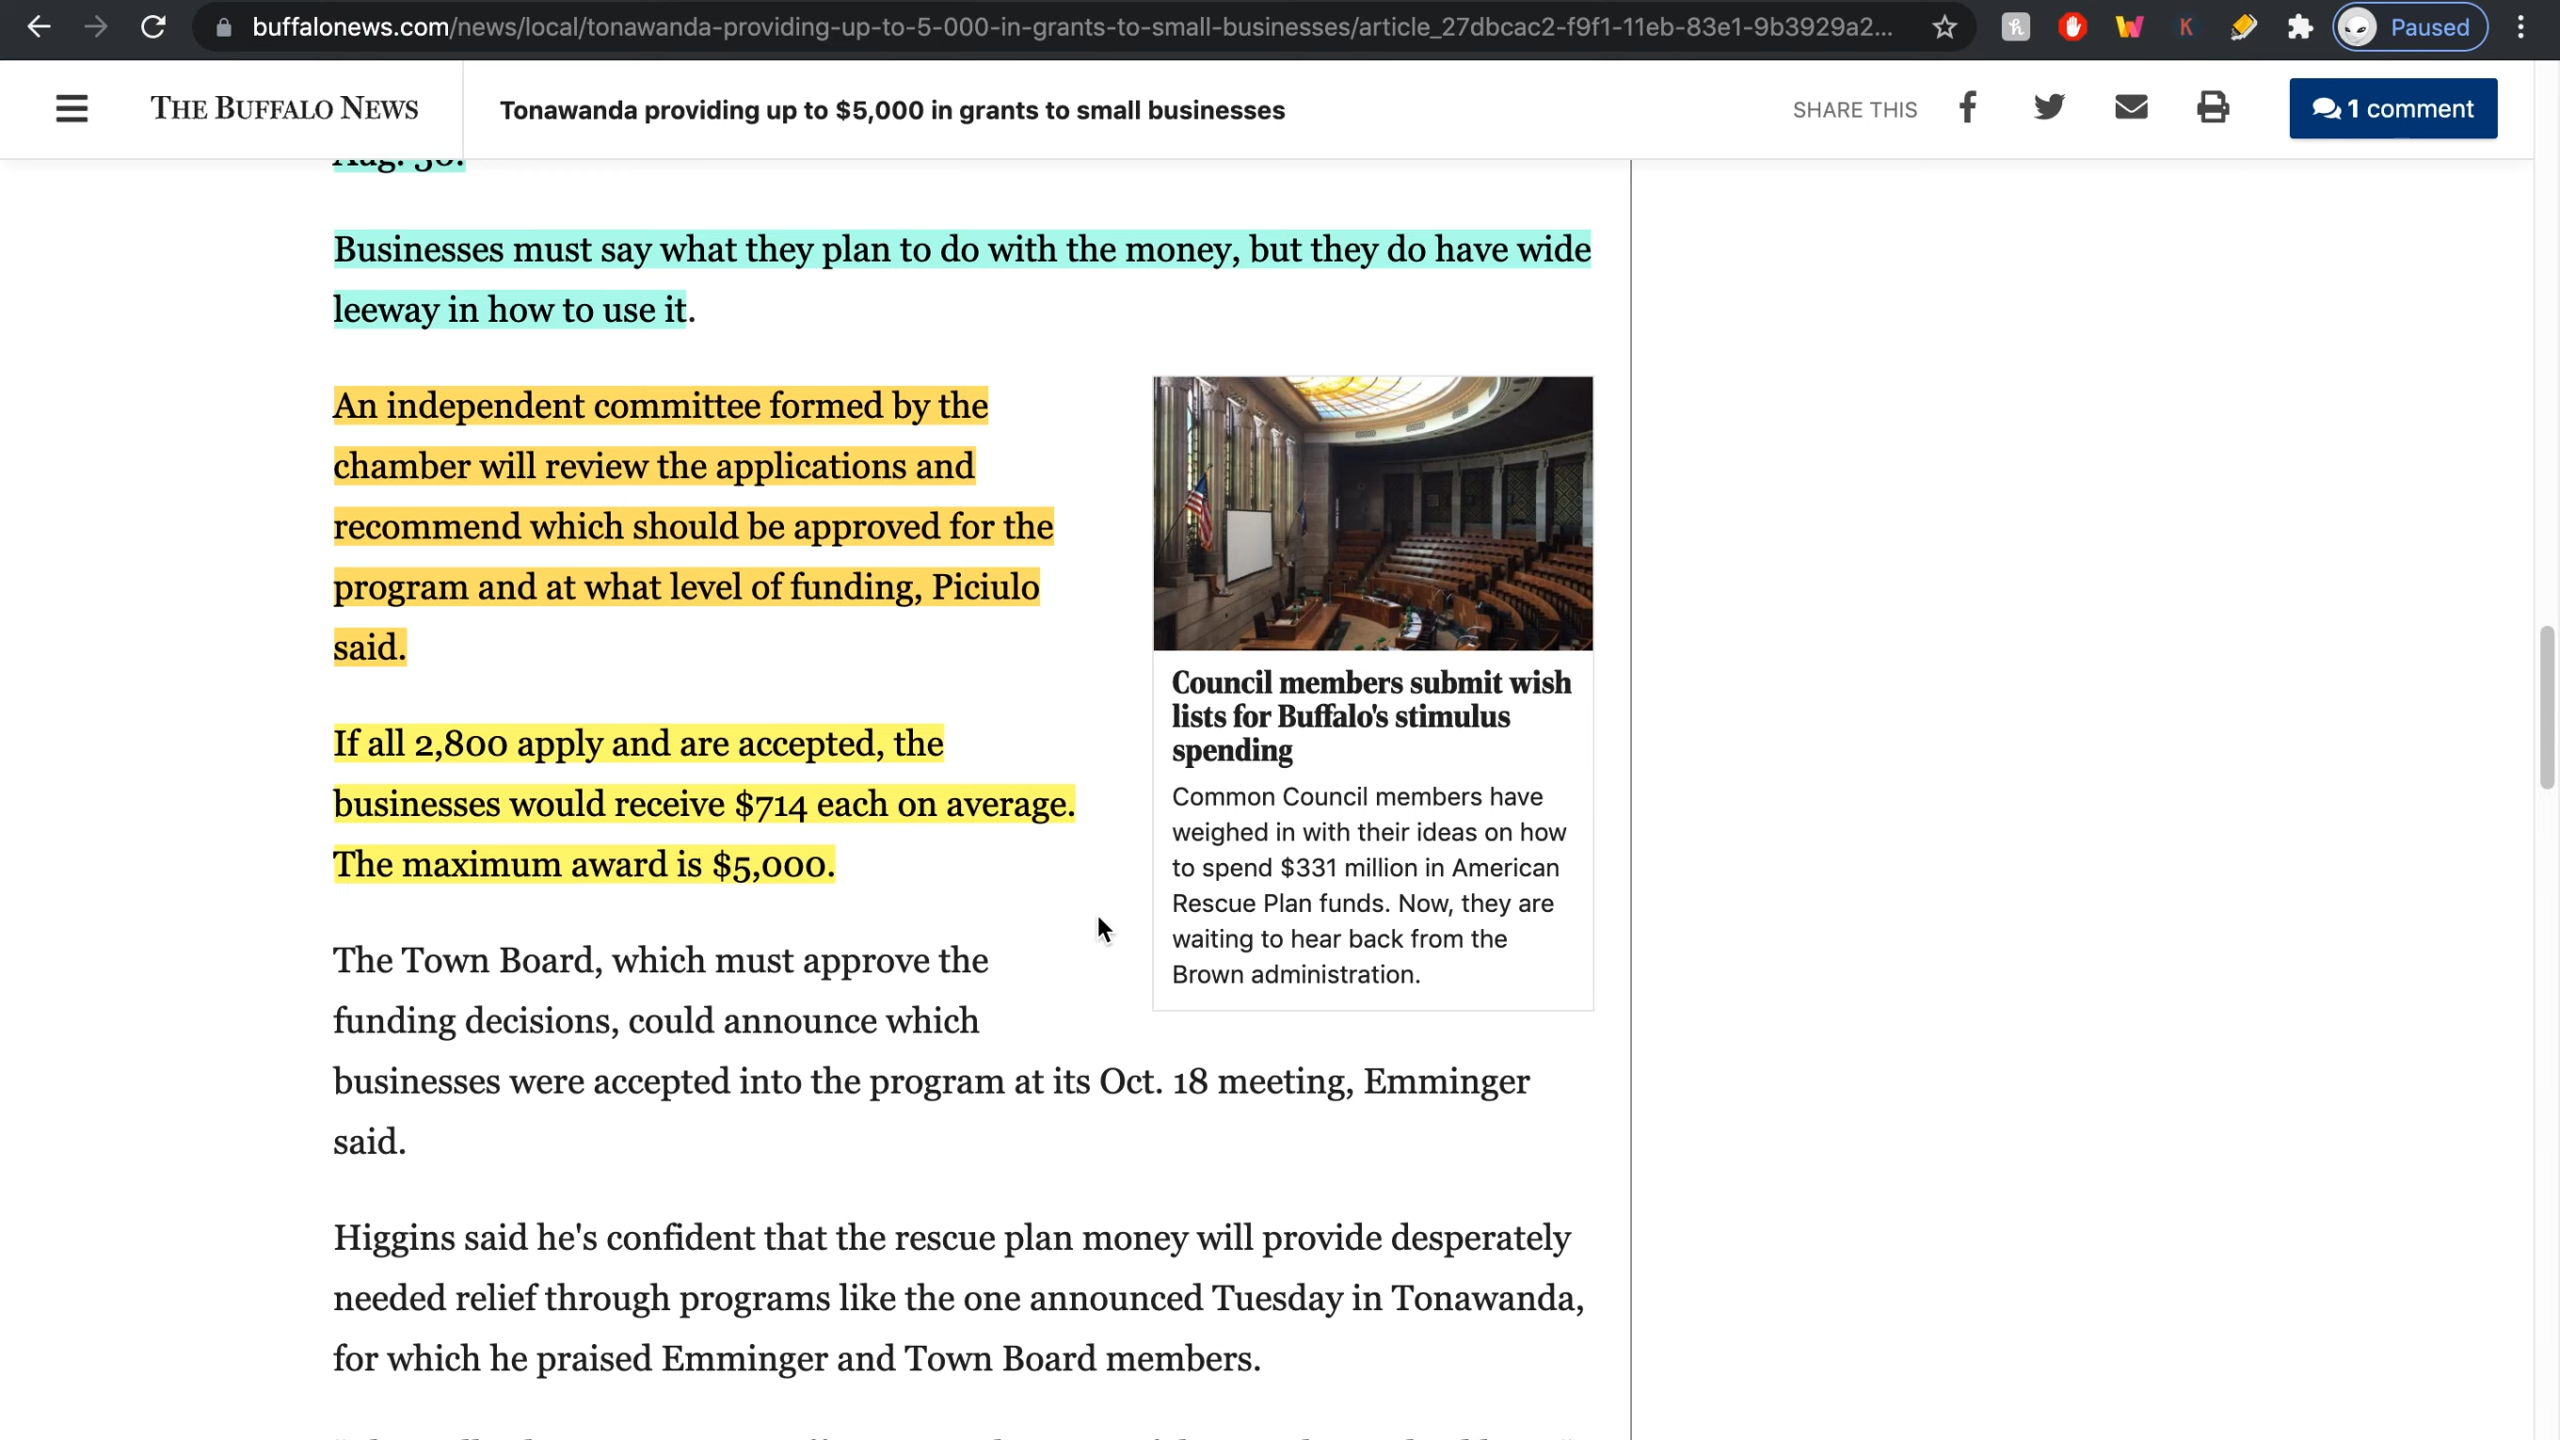 buffalonews.com/news/local/tonawanda-providing-up-to-5-000-in-grants-to-small-businesses/article_27dbcac2-f9f1-11eb-83e1-9b3929a2...
Paused
THE BUFFALO NEWS
Tonawanda providing up to $5,000 in grants to small businesses
SHARE THIS
1 comment
Aug. 30.
Businesses must say what they plan to do with the money, but they do have wide
leeway in how to use it.
An independent committee formed by the
chamber will review the applications and
recommend which should be approved for the
program and at what level of funding, Piciulo
said.
If all 2,800 apply and are accepted, the
businesses would receive $714 each on average.
The maximum award is $5,000.
Council members submit wish
lists for Buffalo's stimulus
spending
Common Council members have
weighed in with their ideas on how
to spend $331 million in American
Rescue Plan funds. Now, they are
waiting to hear back from the
Brown administration.
The Town Board, which must approve the
funding decisions, could announce which
businesses were accepted into the program at its Oct. 18 meeting, Emminger
said.
Higgins said he's confident that the rescue plan money will provide desperately
needed relief through programs like the one announced Tuesday in Tonawanda,
for which he praised Emminger and Town Board members.